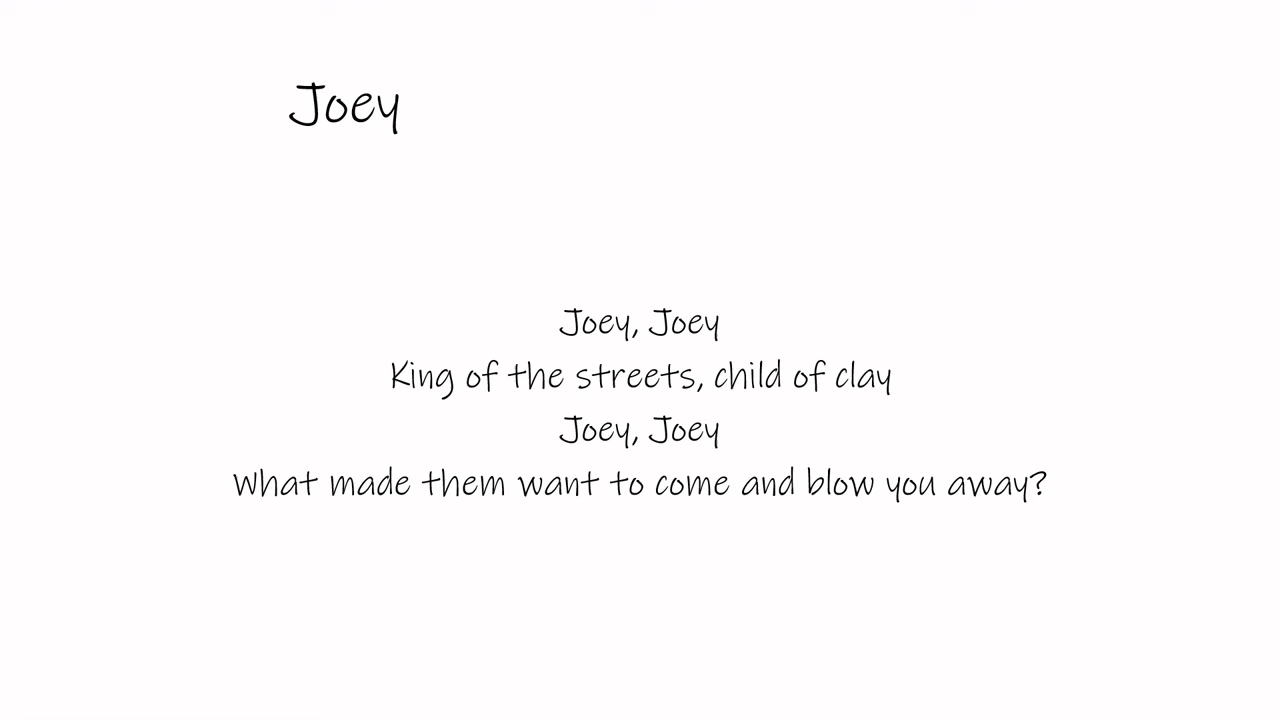 Joey
Joey, Joey
King of the streets, child of clay
Joey, Joey
What made them want to come and blow you away?